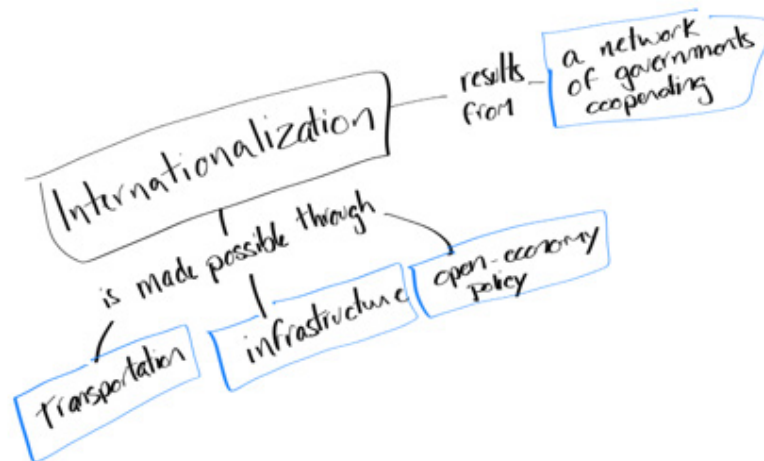 a network
of governments
cooperating
results
from
Internationalization
is made possible through
open-economy
policy
infrastructure
transportation